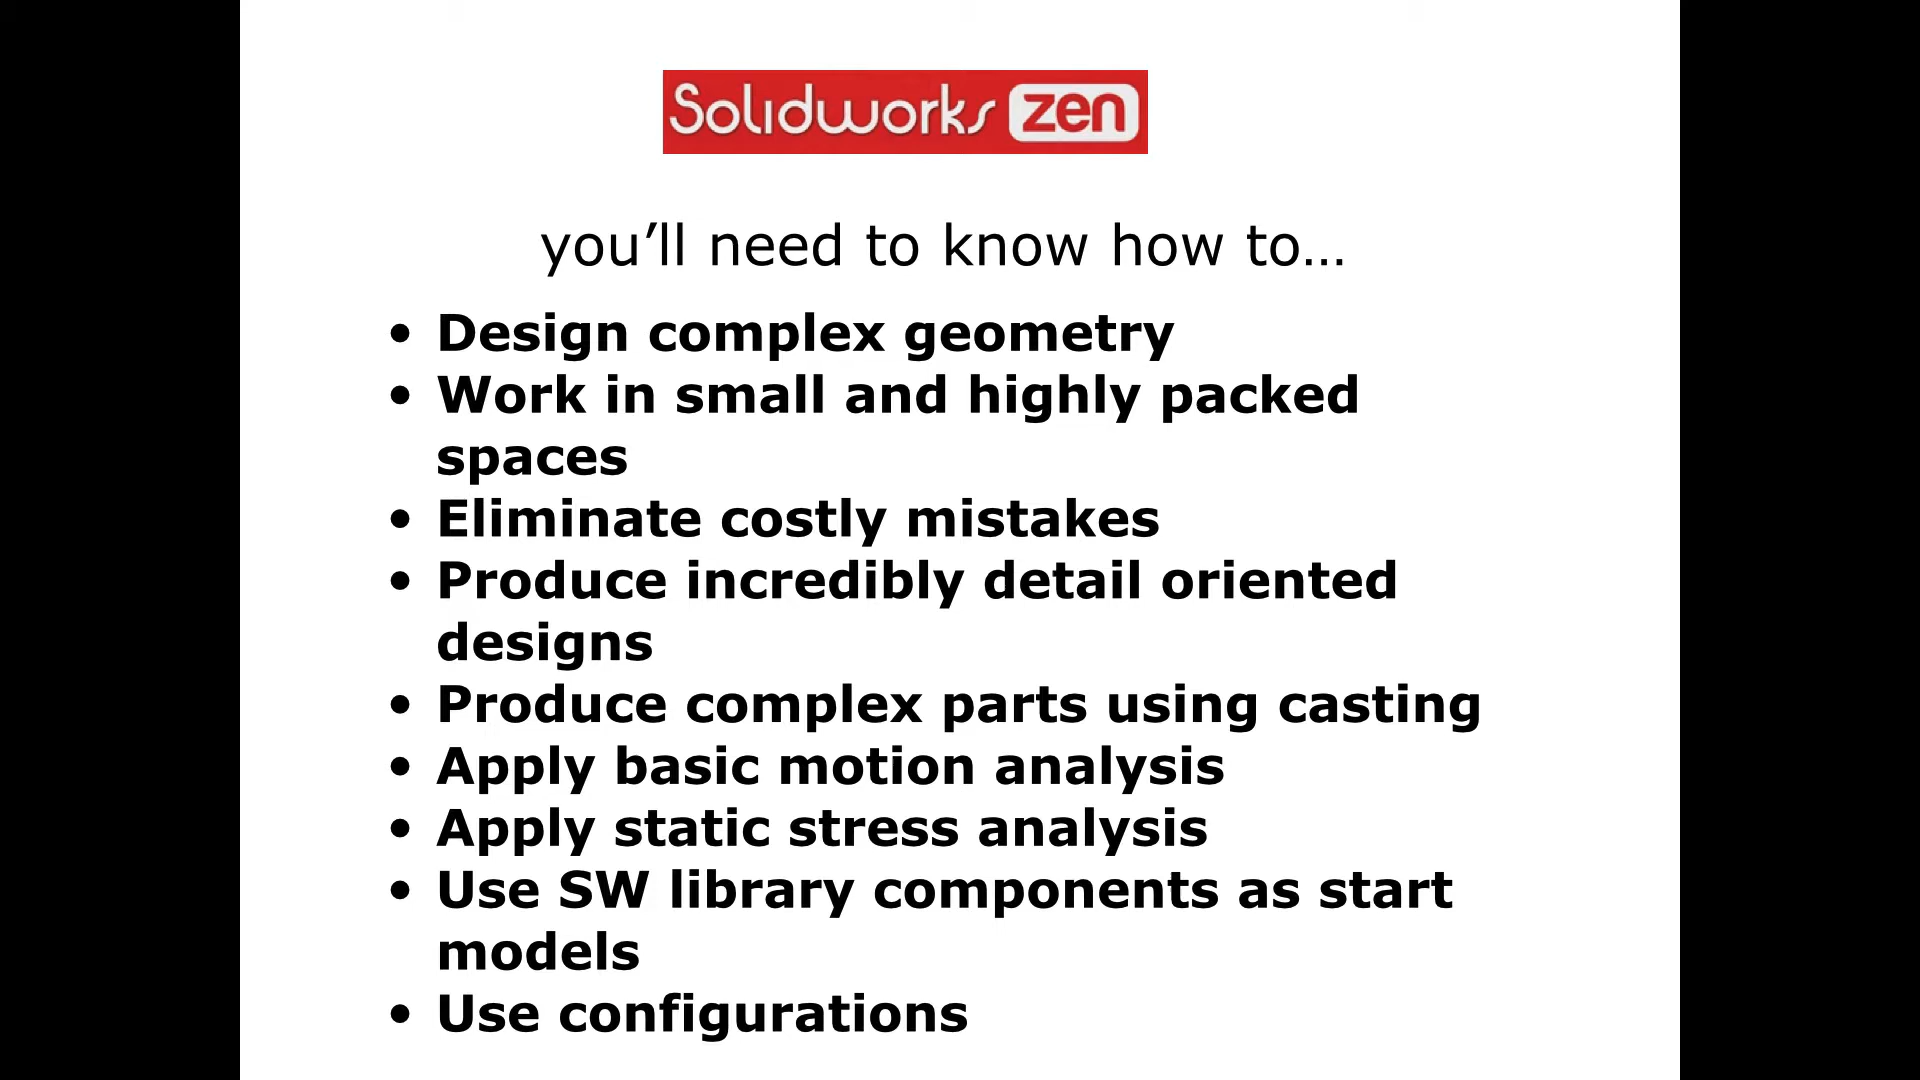 Solidworks zen
you’ll need to know how to…
• Design complex geometry
• Work in small and highly packed
spaces
• Eliminate costly mistakes
• Produce incredibly detail oriented
designs
• Produce complex parts using casting
• Apply basic motion analysis
• Apply static stress analysis
• Use SW library components as start
models
• Use configurations